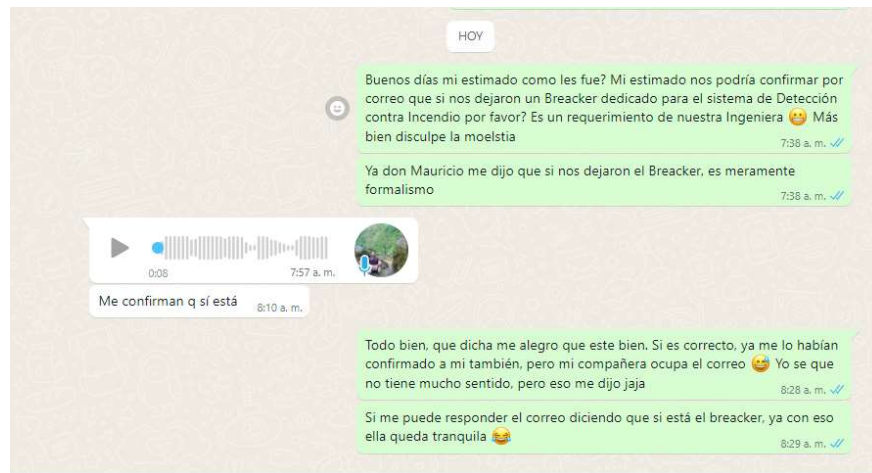 HOY
Buenos días mi estimado como les fue? Mi estimado nos podría confirmar por
correo que si nos dejaron un Breacker dedicado para el sistema de Detección
contra Incendio por favor? Es un requerimiento de nuestra Ingeniera 😬 Más
bien disculpe la moelstia
7:38 a. m.
Ya don Mauricio me dijo que si nos dejaron el Breacker, es meramente
formalismo
7:38 a. m.
0:08
7:57 a. m.
Me confirman q sí está
8:10 a. m.
Todo bien, que dicha me alegro que este bien. Si es correcto, ya me lo habían
confirmado a mi también, pero mi compañera ocupa el correo 😅 Yo se que
no tiene mucho sentido, pero eso me dijo jaja
8:28 a. m.
Si me puede responder el correo diciendo que si está el breacker, ya con eso
ella queda tranquila 😂
8:29 a. m.